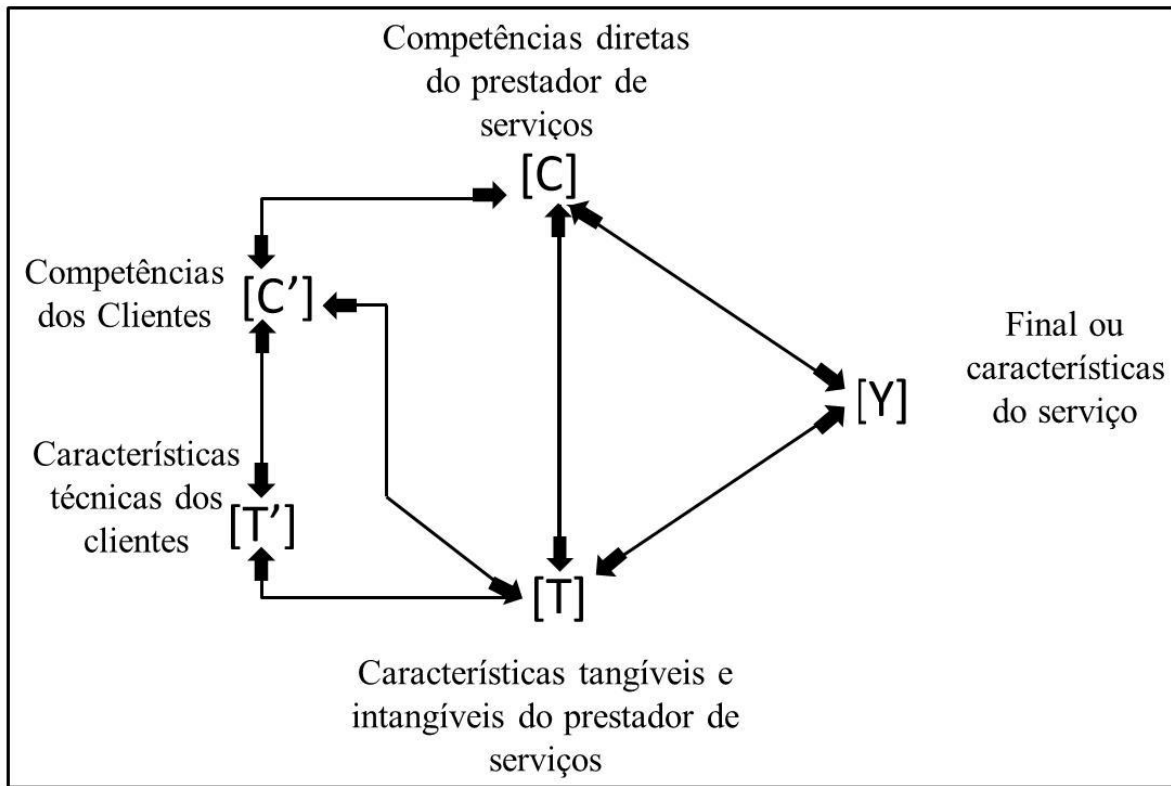 Competências diretas
do prestador de
serviços
[C]
Competências
dos Clientes
[C’]
Final ou
características
do serviço
[Y]
Características
técnicas dos
clientes
[T’]
[T]
Características tangíveis e
intangíveis do prestador de
serviços